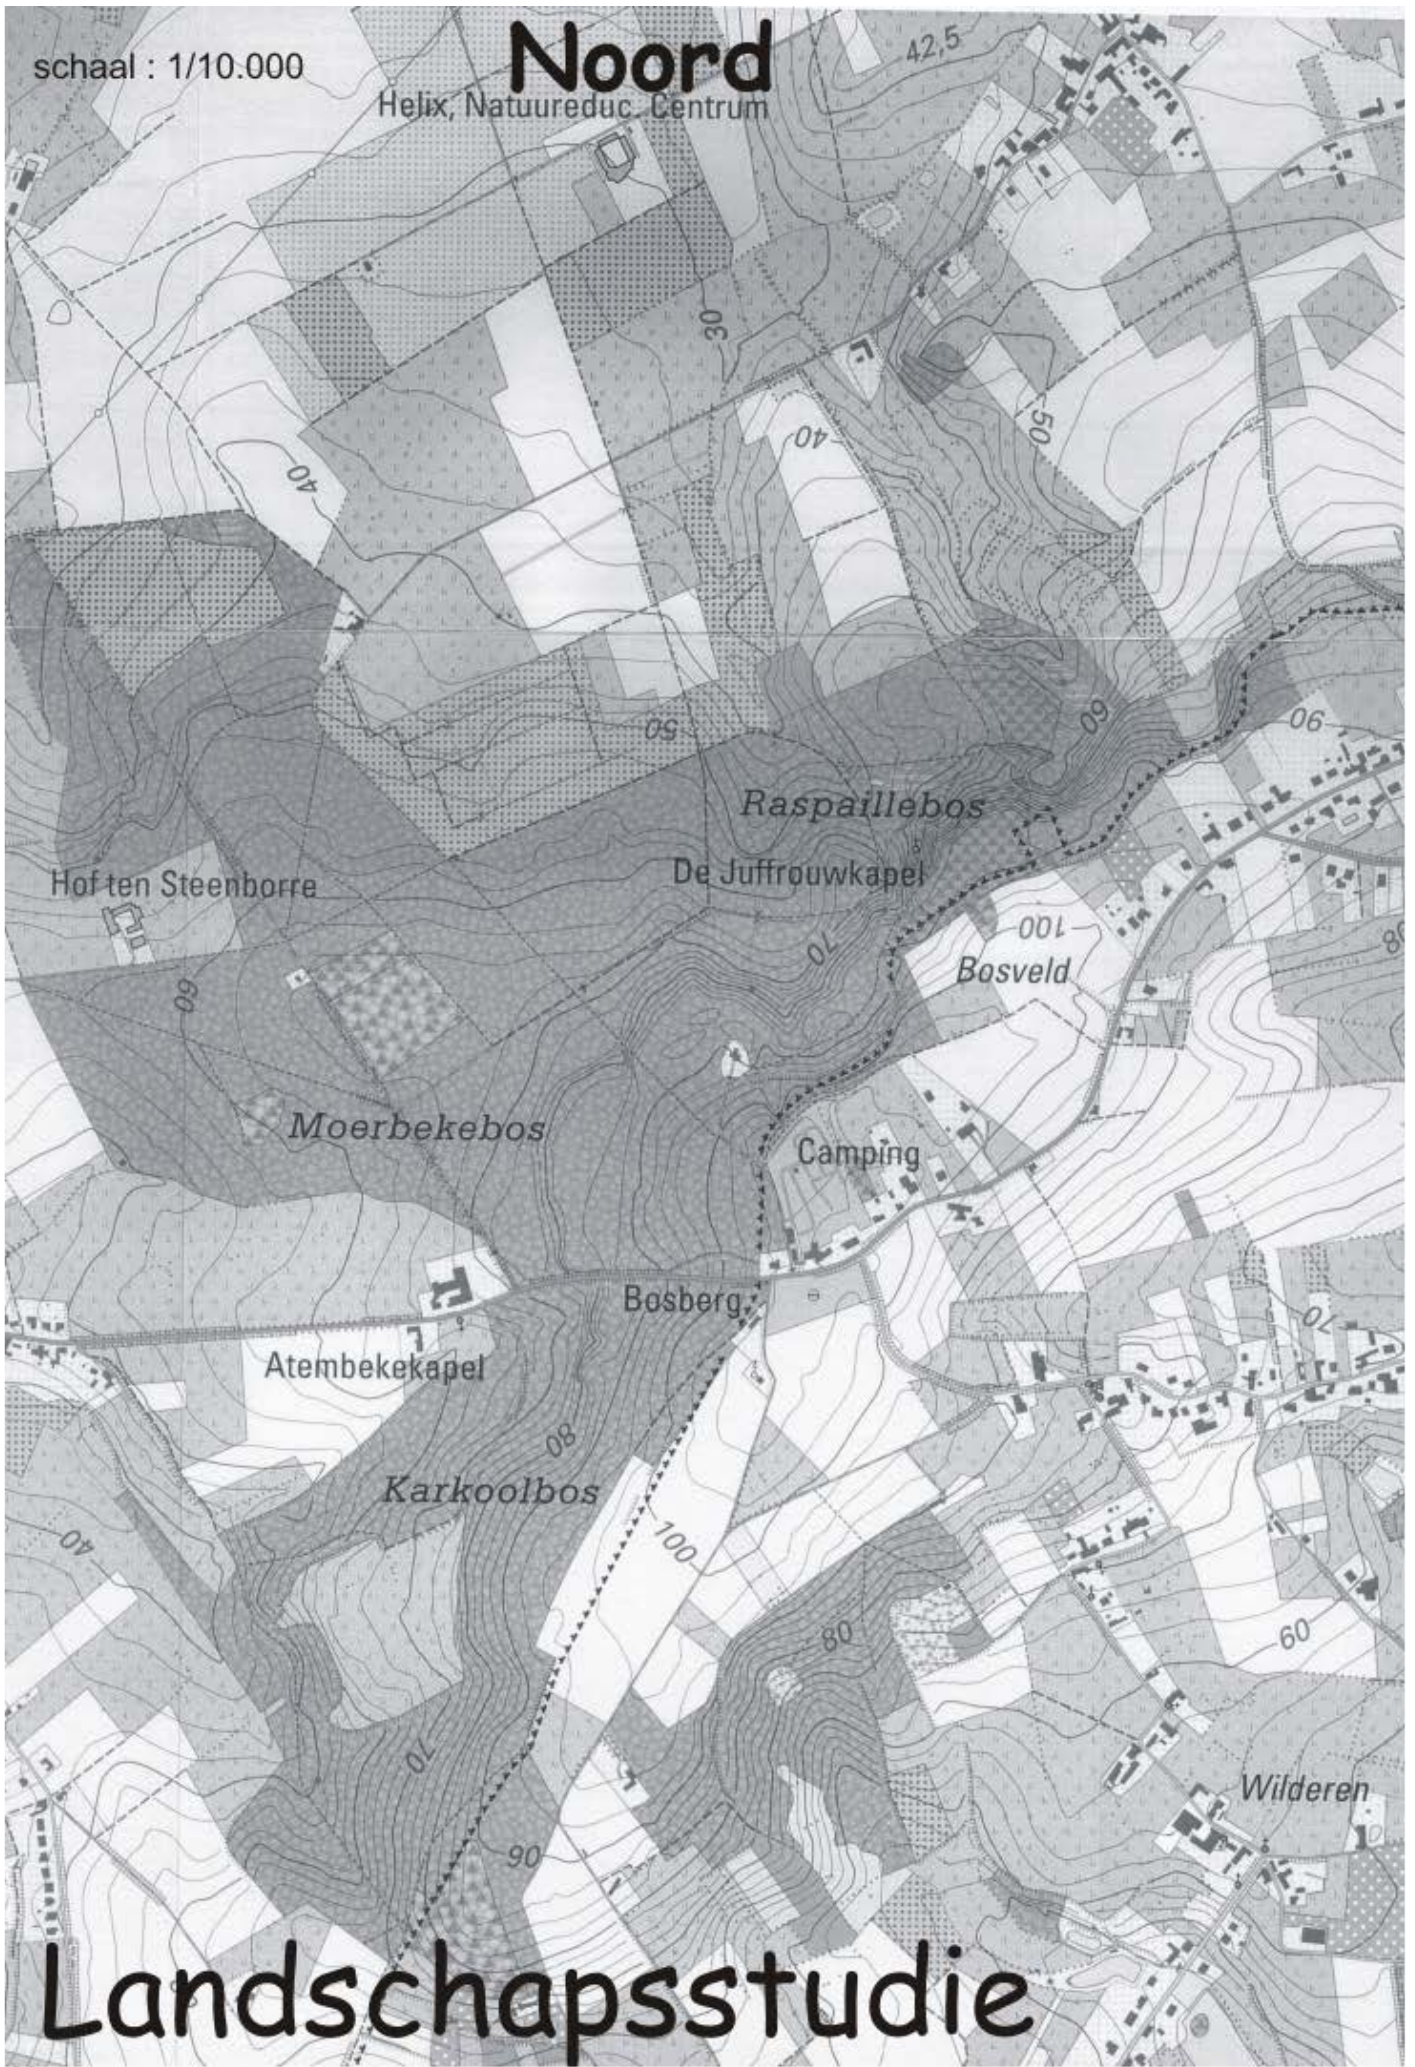 schaal : 1/10.000
Noord
Helix, Natuureduc. Centrum
42,5
30
40
50
40
50
60
90
Raspaillebos
De Juffrouwkapel
Hof ten Steenborre
100
80
Bosveld
70
60
Moerbekebos
Camping
Bosberg
70
Atembekekapel
80
Karkoolbos
100
40
80
60
70
Wilderen
90
Landschapsstudie